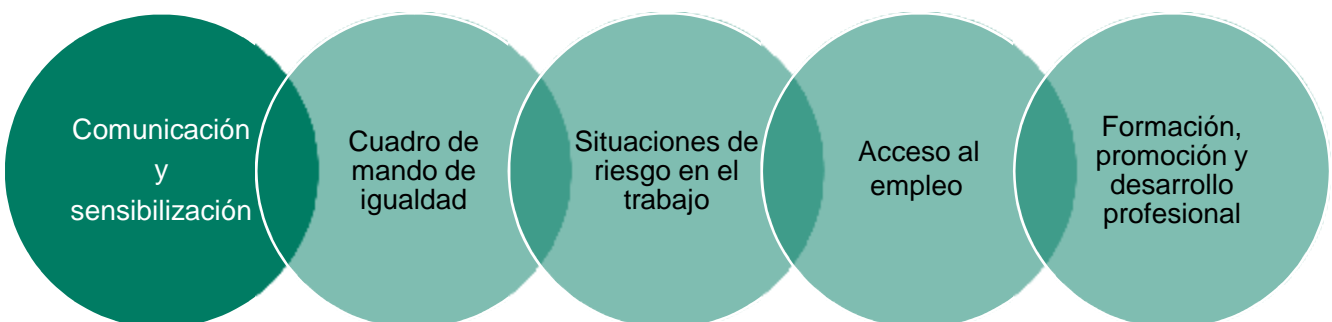 Comunicación
y
sensibilización
Cuadro de
mando de
igualdad
Situaciones de
riesgo en el
trabajo
Acceso al
empleo
Formación,
promoción y
desarrollo
profesional